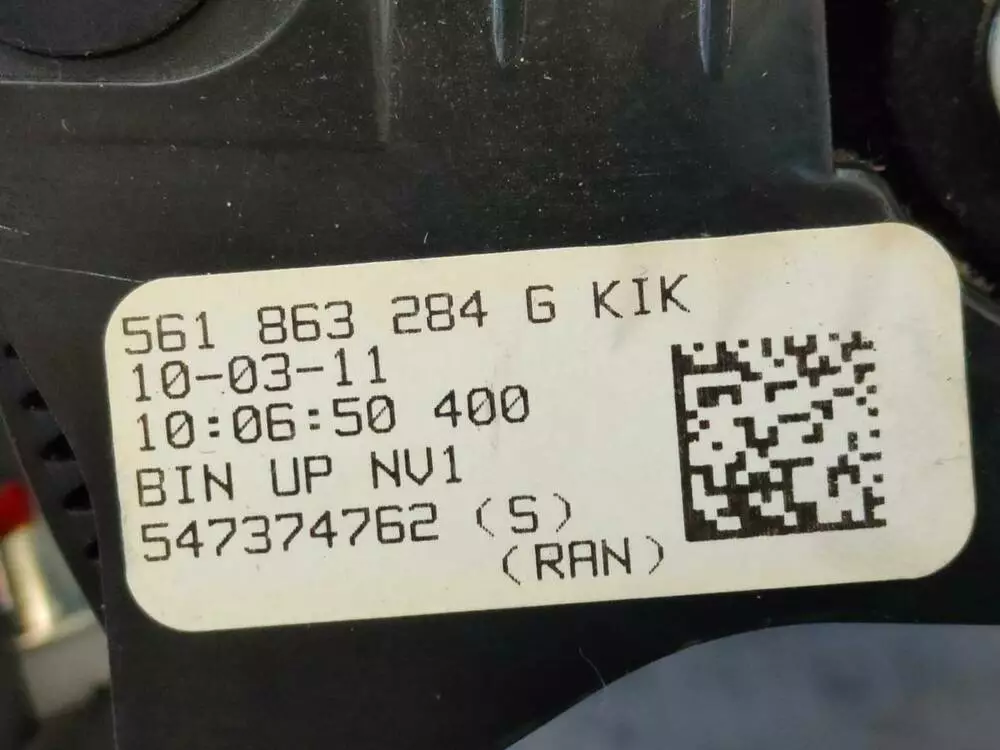 561 863 284 G KIK
10-03-11
10:06:50 400
BIN UP NV1
547374762 (S)
(RAN)